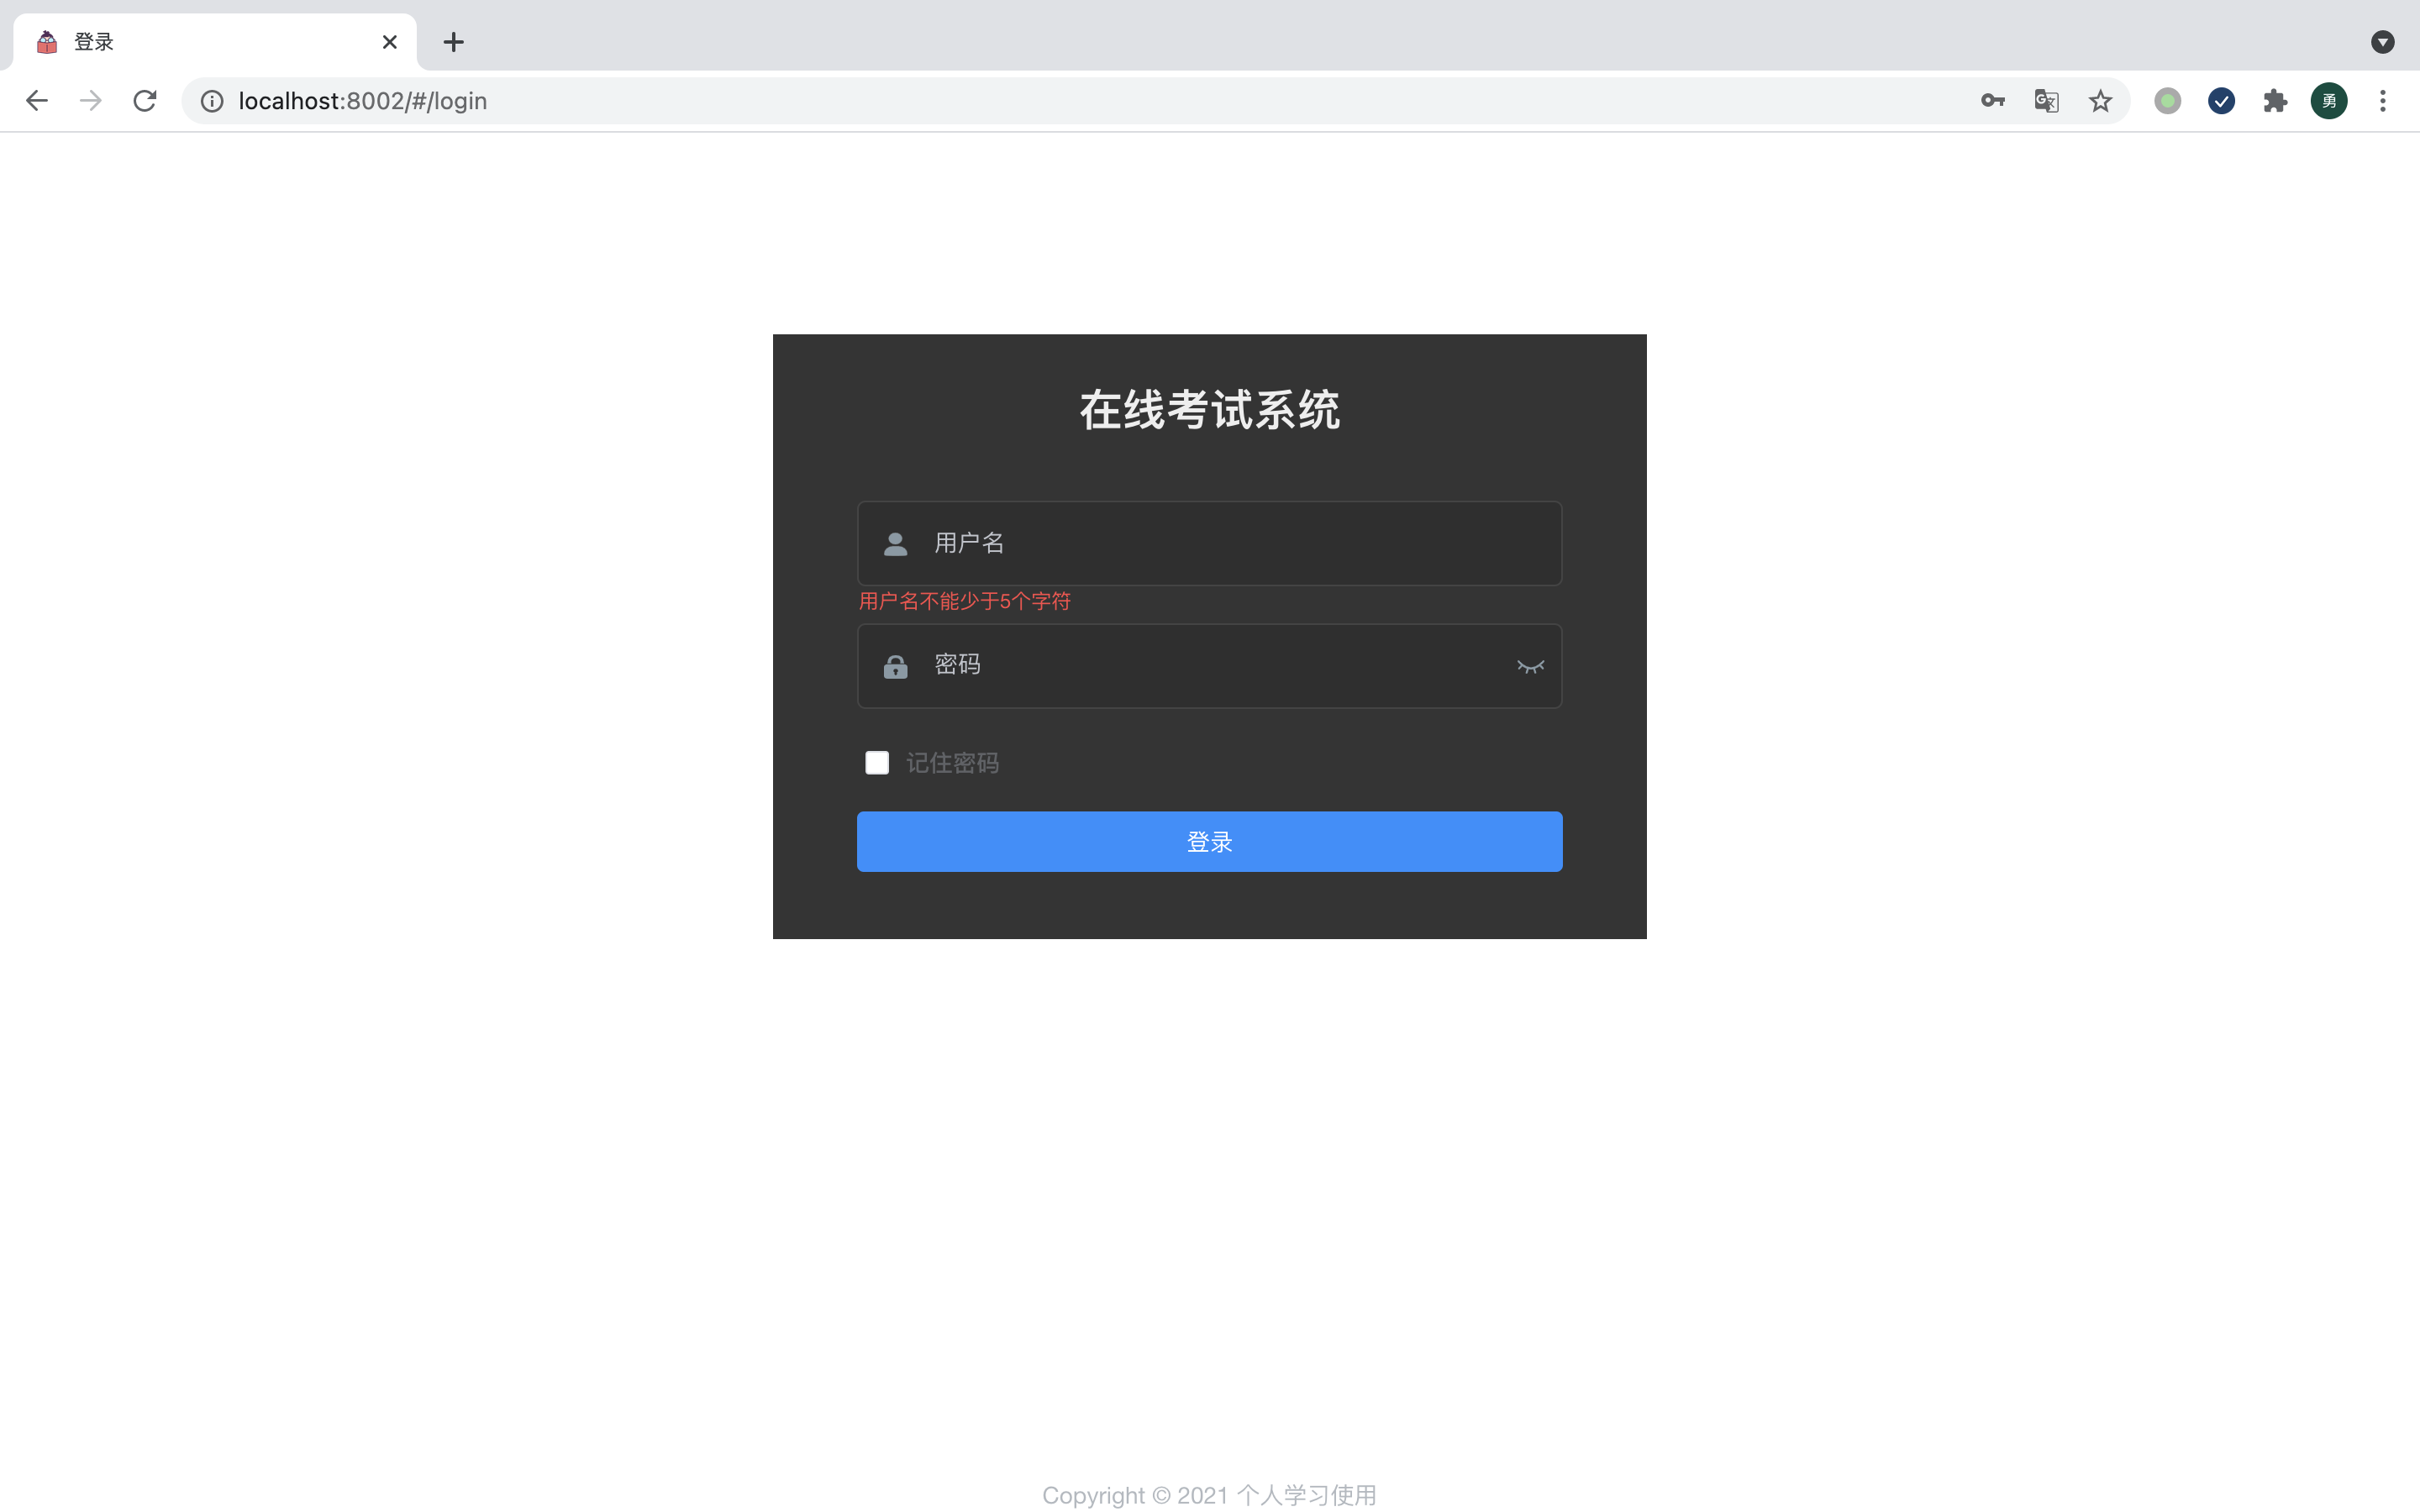 登录
localhost:8002/#/login
勇
在线考试系统
用户名
用户名不能少于5个字符
密码
记住密码
登录
Copyright © 2021 个人学习使用